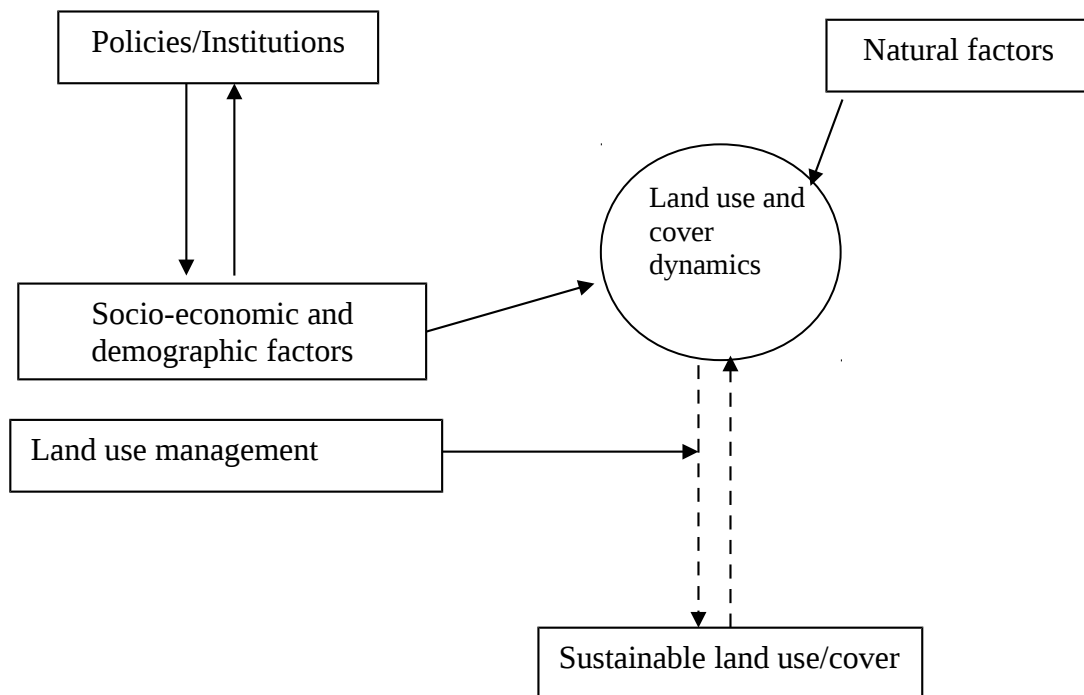 Policies/Institutions
Natural factors
Land use and
cover
dynamics
Socio-economic and
demographic factors
Land use management
Sustainable land use/cover